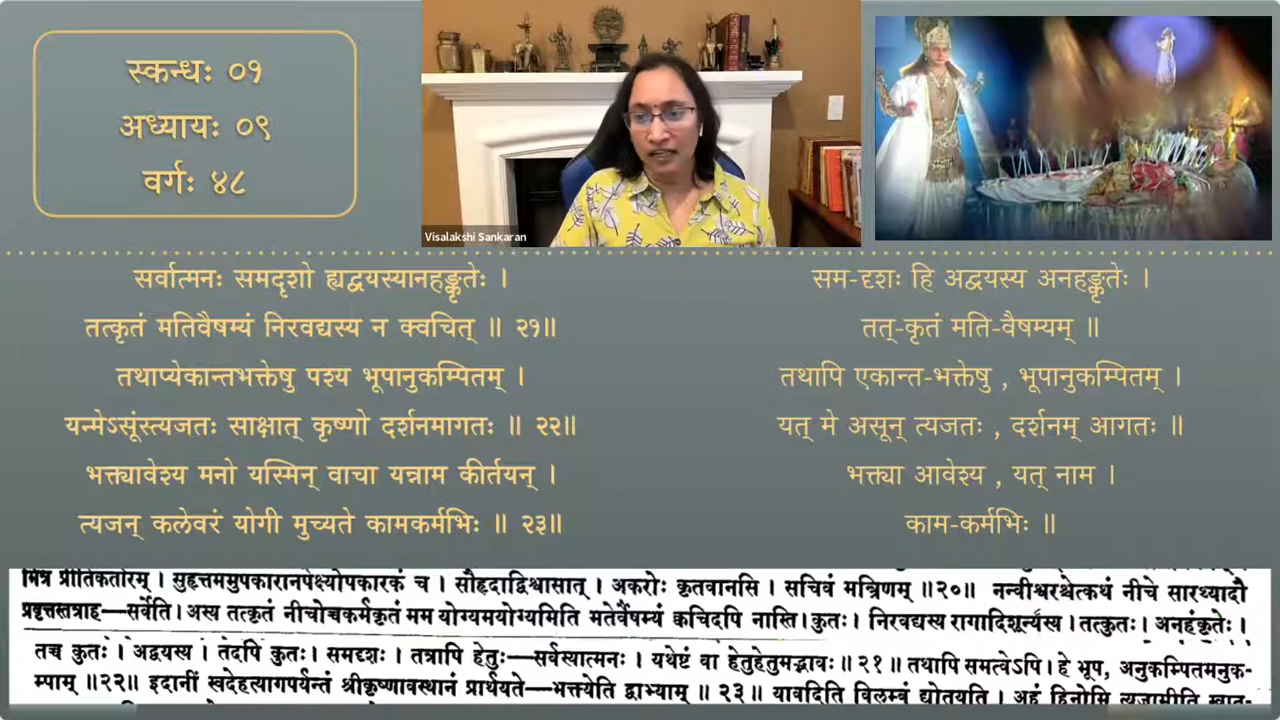 स्कन्धः ०१
अध्यायः ०९
वर्गः ४८
Visalakshi Sankaran
सर्वात्मनः समदृशो ह्यद्वयस्यानहङ्कृतेः ।
तत्कृतं मतिवैषम्यं निरवद्यस्य न क्वचित् ॥ २१॥
तथाप्येकान्तभक्तेषु पश्य भूपानुकम्पितम् ।
यन्मेऽसूंस्त्यजतः साक्षात् कृष्णो दर्शनमागतः ॥ २२॥
भक्त्यावेश्य मनो यस्मिन् वाचा यन्नाम कीर्तयन् ।
त्यजन् कलेवरं योगी मुच्यते कामकर्मभिः ॥ २३॥
सम-दृशः हि अद्वयस्य अनहङ्कृतेः ।
तत्-कृतं मति-वैषम्यम् ॥
तथापि एकान्त-भक्तेषु , भूपानुकम्पितम् ।
यत् मे असून् त्यजतः , दर्शनम् आगतः ॥
भक्त्या आवेश्य , यत् नाम ।
काम-कर्मभिः ॥
मित्रं प्रीतिकर्तारम् । सुहृत्तममुपकारानपेक्ष्योपकारकं च । सौहृदाद्विश्वासात् । अकरोः कृतवानसि । सचिवं मन्त्रिणम् ॥२०॥ नन्वीश्वरश्चेत्कथं नीचे सारथ्यादौ
प्रवृत्तस्तत्राह—सर्वेति । अस्य तत्कृतं नीचोच्चकर्मकृतं मम योग्यमयोग्यमिति मतेर्वैषम्यं क्वचिदपि नास्ति । कुतः । निरवद्यस्य रागादिशून्यस्य । तत्कुतः । अनहंकृतेः ।
तच्च कुतः । अद्वयस्य । तदपि कुतः । समदृशः । तत्रापि हेतुः—सर्वस्यात्मनः । यथेष्टं वा हेतुहेतुमद्भावः ॥ २१ ॥ तथापि समत्वेऽपि । हे भूप, अनुकम्पितमनुक-
म्पाम् ॥२२॥ इदानीं स्वदेहत्यागपर्यन्तं श्रीकृष्णावस्थानं प्रार्थयते—भक्त्येति द्वाभ्याम् ॥ २३ ॥ यावदिति विलम्बं द्योतयति । अहं हिनोमि त्यजामीति